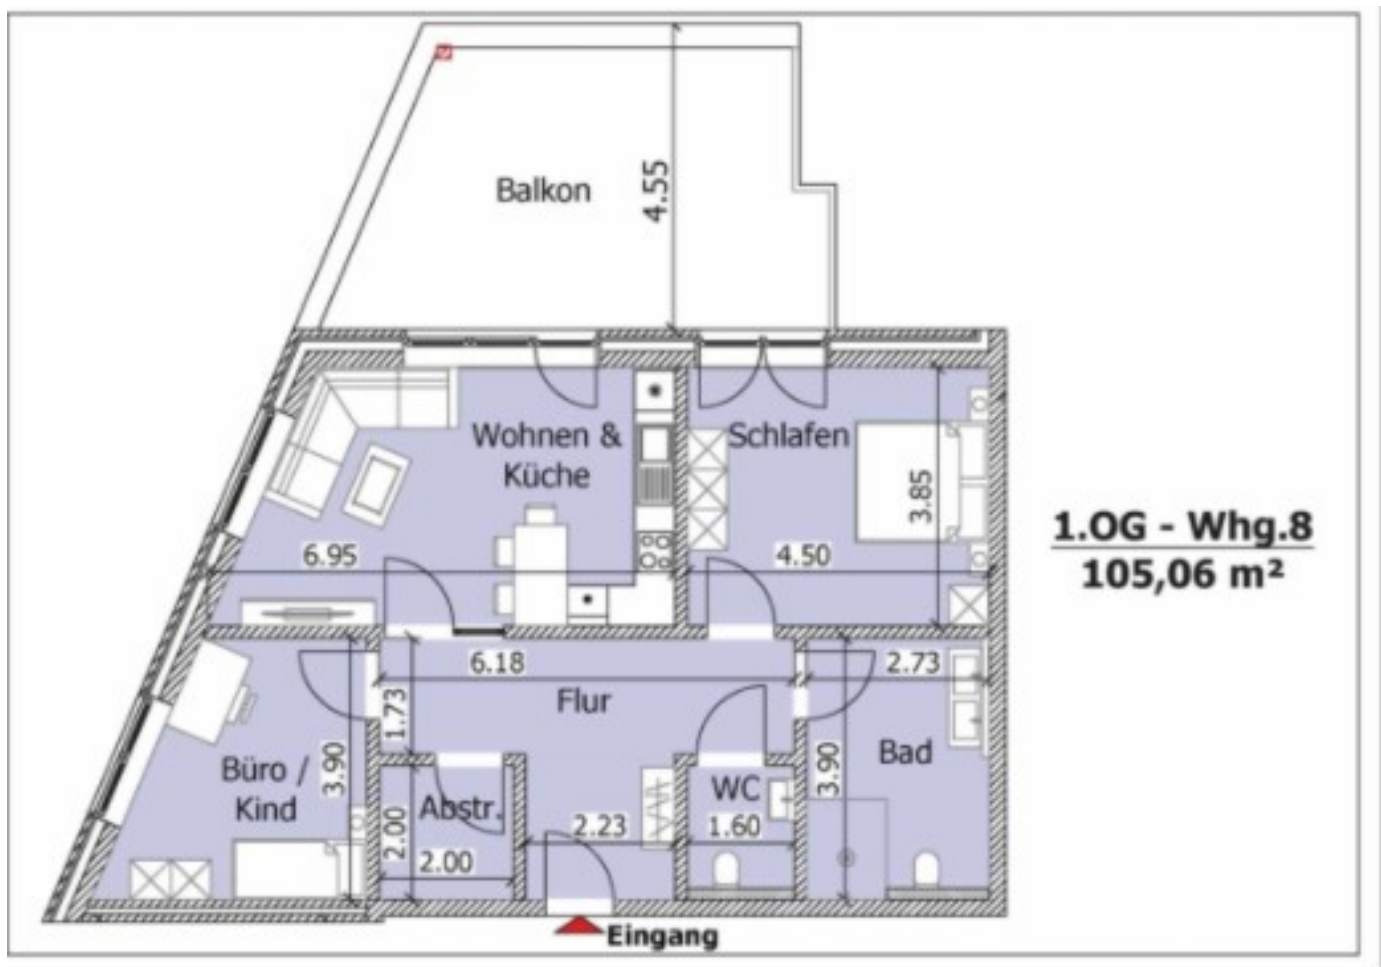 Balkon
4.55
Wohnen &
Küche
Schlafen
3.85
6.95
4.50
1.OG - Whg.8
105,06 m²
6.18
2.73
1.73
Flur
Büro /
Kind
3.90
Abstr.
2.00
2.00
2.23
WC
1.60
3.90
Bad
Eingang